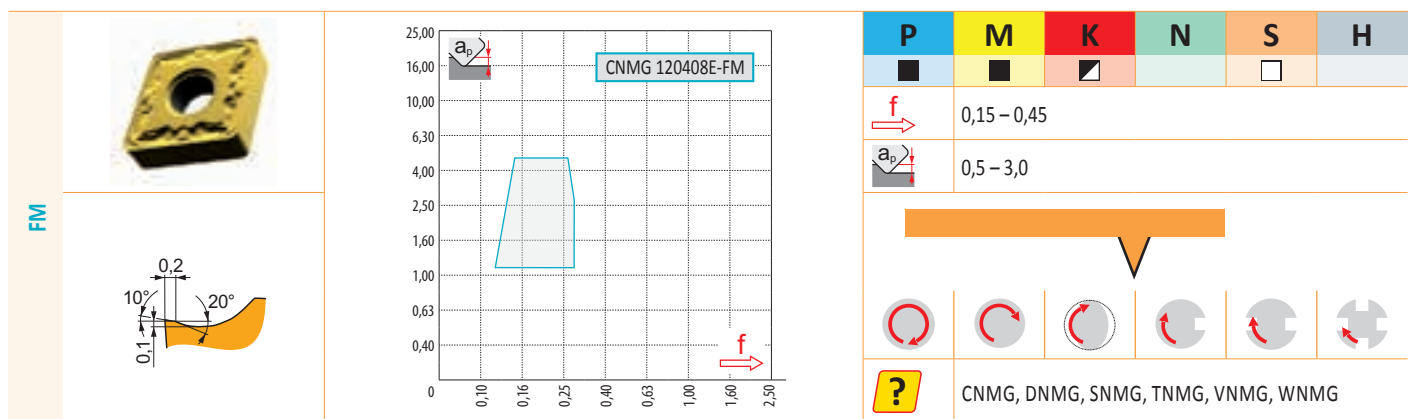 FM
0,2
10°
20°
0,1
25,00
16,00
10,00
6,30
4,00
2,50
1,60
1,00
0,63
0,40
0
aₚ
CNMG 120408E-FM
f
0,10
0,16
0,25
0,40
0,63
1,00
1,60
2,50
P M K N S H
f 0,15 – 0,45
aₚ 0,5 – 3,0
? CNMG, DNMG, SNMG, TNMG, VNMG, WNMG